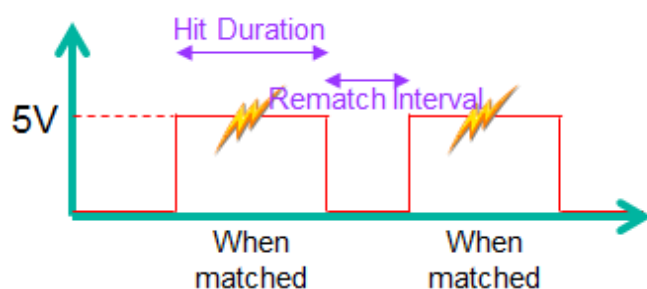 Hit Duration
Rematch Interval
5V
When
matched
When
matched